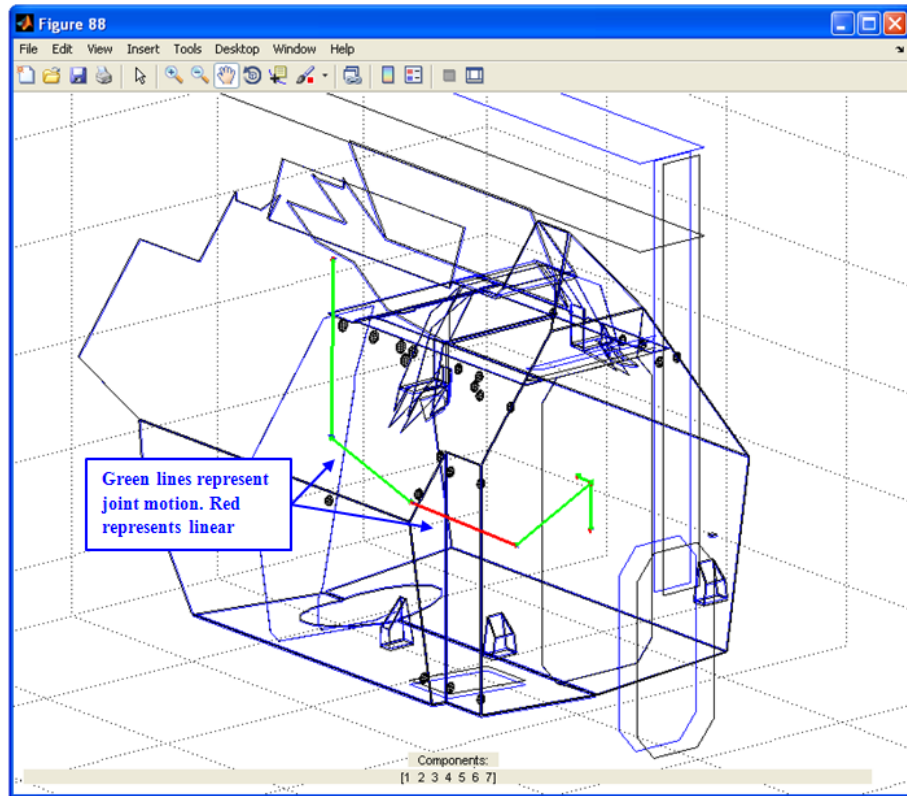 Figure 88
File Edit View Insert Tools Desktop Window Help
Green lines represent
joint motion. Red
represents linear
Components:
[1 2 3 4 5 6 7]